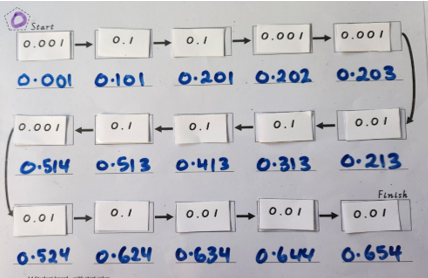 0 Start
0.001 0.1 0.1 0.001 0.001
0.001 0.101 0.201 0.202 0.203
0.001 0.1 0.1 0.1 0.01
0.514 0.513 0.413 0.313 0.213
Finish
0.01 0.1 0.01 0.01 0.01
0.524 0.624 0.634 0.644 0.654